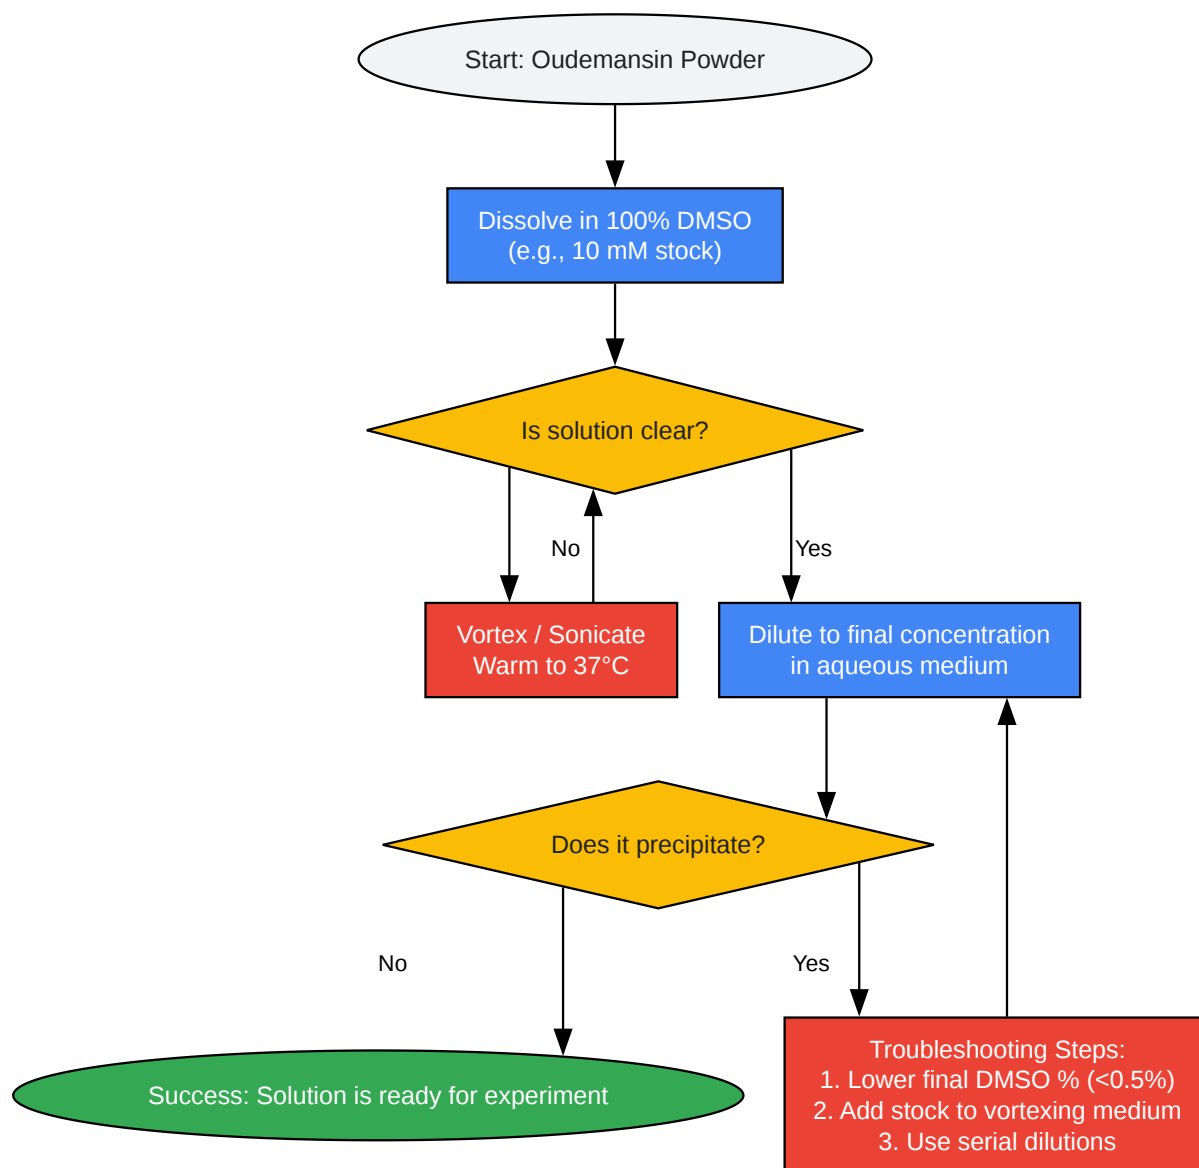 Start: Oudemansin Powder
Dissolve in 100% DMSO
(e.g., 10 mM stock)
Is solution clear?
No
Yes
Vortex / Sonicate
Warm to 37°C
Dilute to final concentration
in aqueous medium
Does it precipitate?
No
Yes
Success: Solution is ready for experiment
Troubleshooting Steps:
1. Lower final DMSO % (<0.5%)
2. Add stock to vortexing medium
3. Use serial dilutions